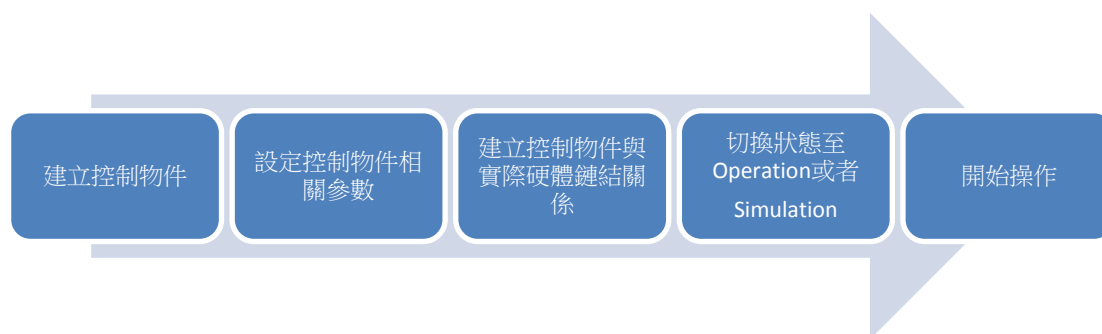 建立控制物件
設定控制物件相
關參數
建立控制物件與
實際硬體鏈結關
係
切換狀態至
Operation或者
Simulation
開始操作